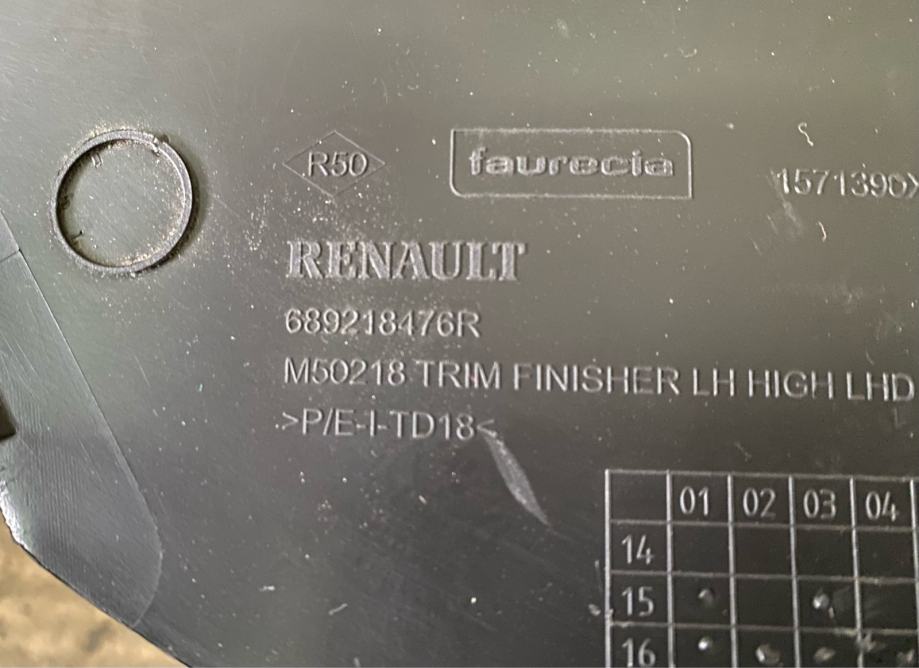 R50
faurecia
RENAULT
689218476R
M50218 TRIM FINISHER LH HIGH LHD
>P/E-I-TD18<
01 02 03 04
14
15
16